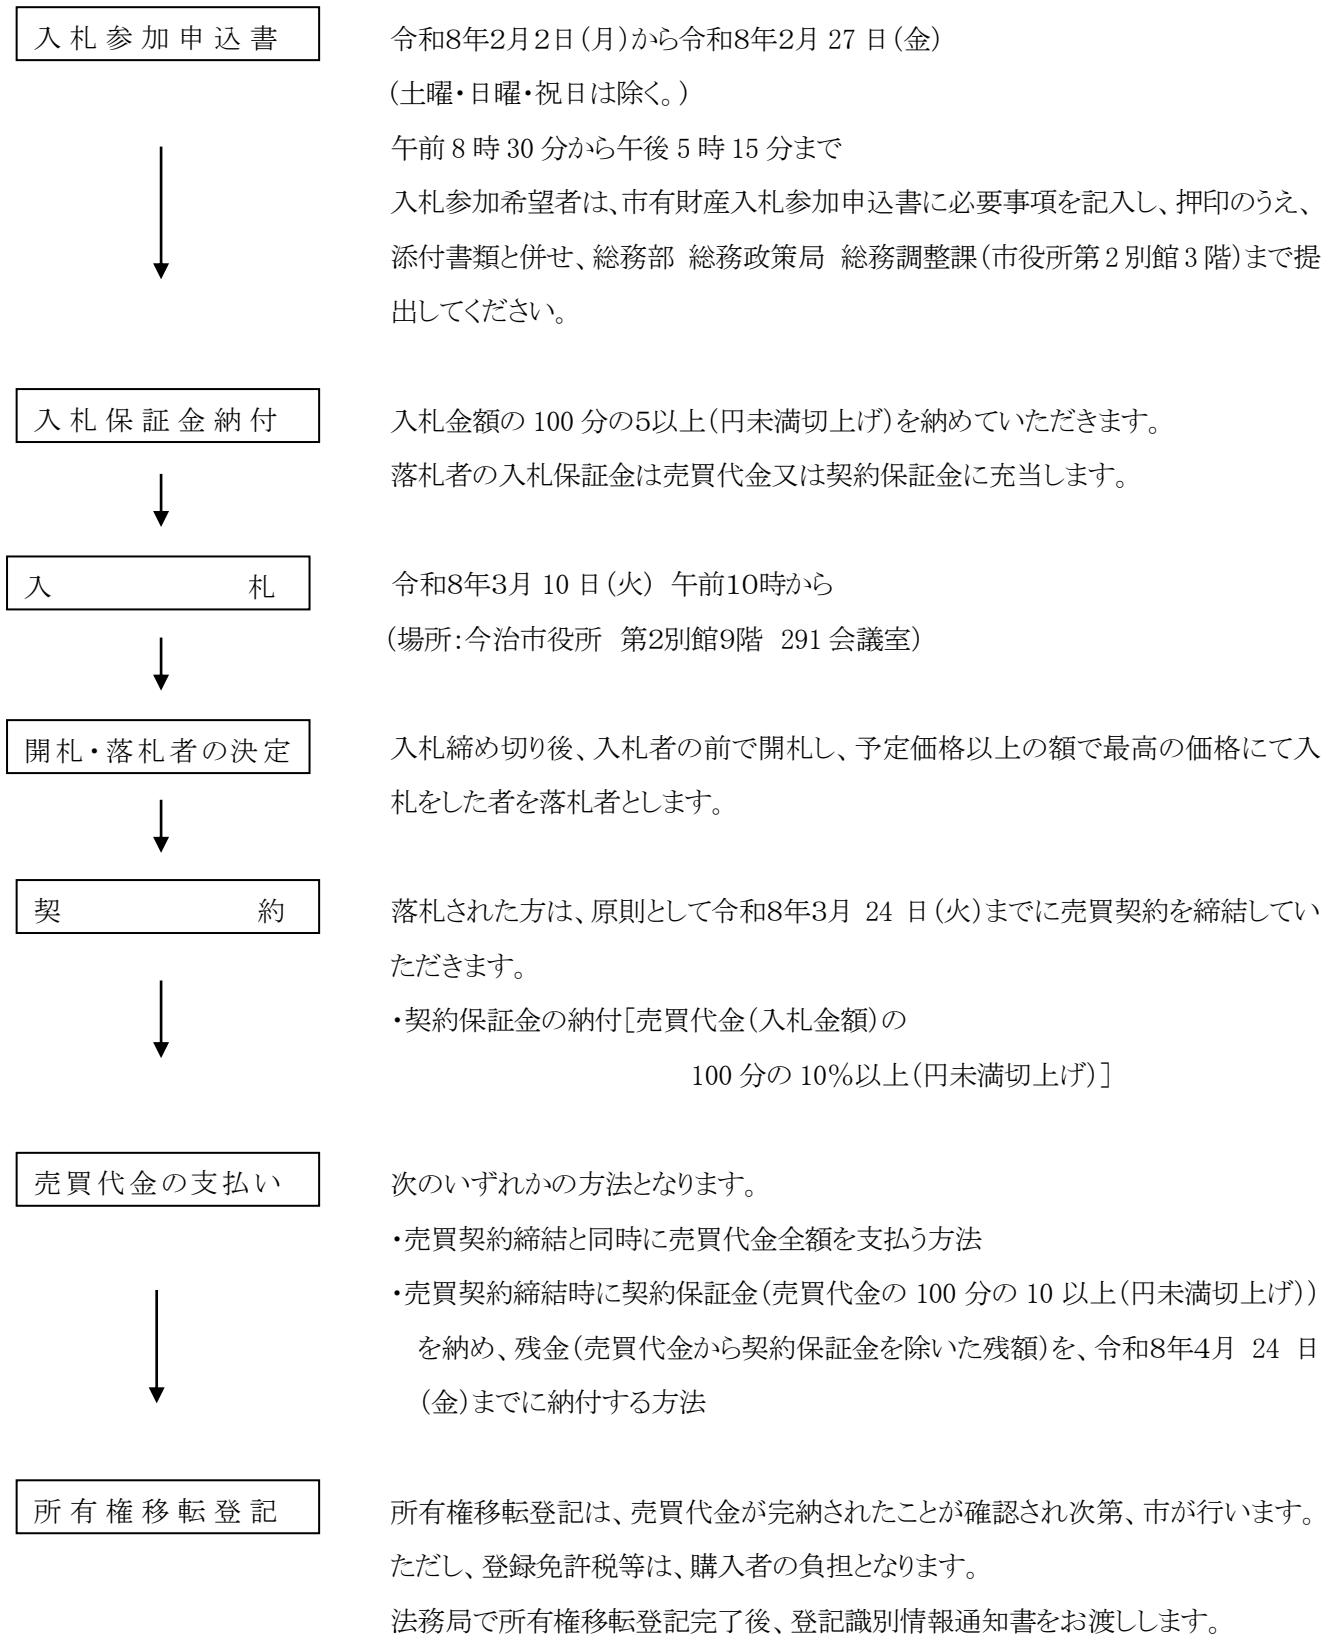 入札参加申込書
令和8年2月2日(月)から令和8年2月 27 日(金)
(土曜・日曜・祝日は除く。)
午前 8 時 30 分から午後 5 時 15 分まで
入札参加希望者は、市有財産入札参加申込書に必要事項を記入し、押印のうえ、
添付書類と併せ、総務部 総務政策局 総務調整課(市役所第 2 別館 3 階)まで提
出してください。
入札保証金納付
入札金額の 100 分の5以上(円未満切上げ)を納めていただきます。
落札者の入札保証金は売買代金又は契約保証金に充当します。
入　　　札
令和8年3月 10 日(火) 午前10時から
(場所:今治市役所 第2別館9階 291 会議室)
開札・落札者の決定
入札締め切り後、入札者の前で開札し、予定価格以上の額で最高の価格にて入
札をした者を落札者とします。
契　　　約
落札された方は、原則として令和8年3月 24 日(火)までに売買契約を締結してい
ただきます。
・契約保証金の納付[売買代金(入札金額)の
100 分の 10%以上(円未満切上げ)]
売買代金の支払い
次のいずれかの方法となります。
・売買契約締結と同時に売買代金全額を支払う方法
・売買契約締結時に契約保証金(売買代金の 100 分の 10 以上(円未満切上げ))
を納め、残金(売買代金から契約保証金を除いた残額)を、令和8年4月 24 日
(金)までに納付する方法
所有権移転登記
所有権移転登記は、売買代金が完納されたことが確認され次第、市が行います。
ただし、登録免許税等は、購入者の負担となります。
法務局で所有権移転登記完了後、登記識別情報通知書をお渡しします。